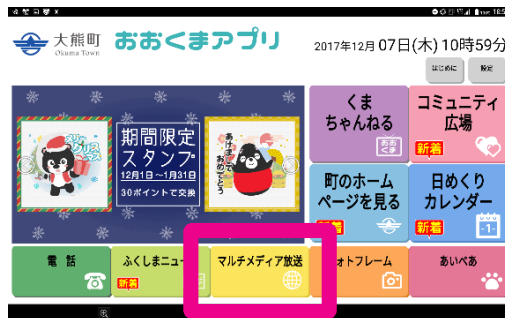 大熊町
Okuma Town
おおくまアプリ
2017年12月 07日(木) 10時59分
はじめに
設定
期間限定
スタンプ
12月1日～1月31日
30ポイントで交換
あけまして
おめでとう
くま
ちゃんねる
おお
くま
コミュニティ
広場
新着
町のホーム
ページを見る
新着
日めくり
カレンダー
新着
-1-
電 話
ふくしまニュー
新着
マルチメディア放送
ォトフレーム
あいべあ